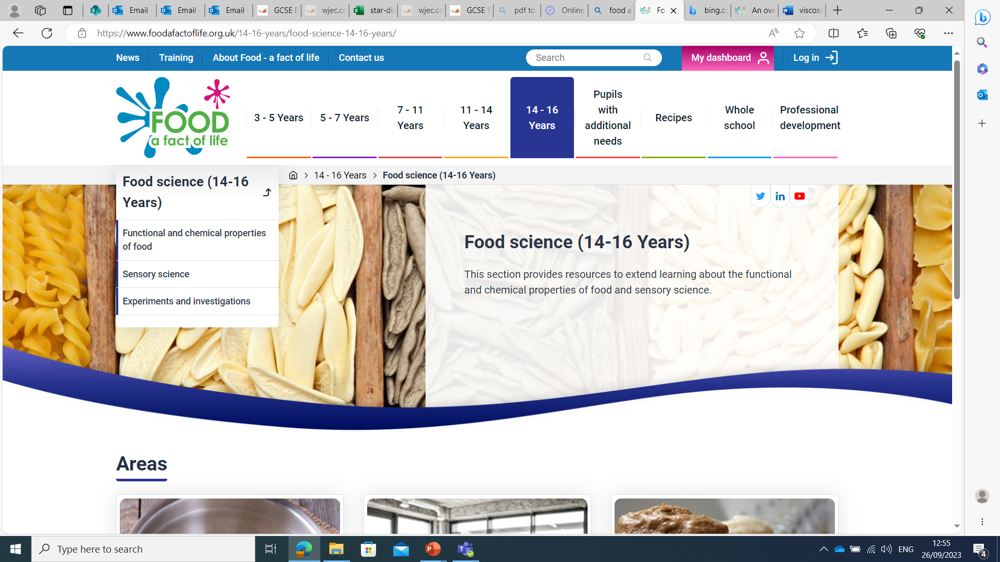 Email
Email
Email
GCSE F
wjec.cc
star-dia
wjec.cc
GCSE S
pdf to
Online
food a
Fo
bing.co
An ove
viscosi
https://www.foodafactoflife.org.uk/14-16-years/food-science-14-16-years/
News
Training
About Food - a fact of life
Contact us
Search
My dashboard
Log in
FOOD
a fact of life
3 - 5 Years
5 - 7 Years
7 - 11
Years
11 - 14
Years
14 - 16
Years
Pupils
with
additional
needs
Recipes
Whole
school
Professional
development
14 - 16 Years
Food science (14-16 Years)
Food science (14-16
Years)
Functional and chemical properties
of food
Sensory science
Experiments and investigations
Food science (14-16 Years)
This section provides resources to extend learning about the functional
and chemical properties of food and sensory science.
Areas
Type here to search
ENG
12:55
26/09/2023
4